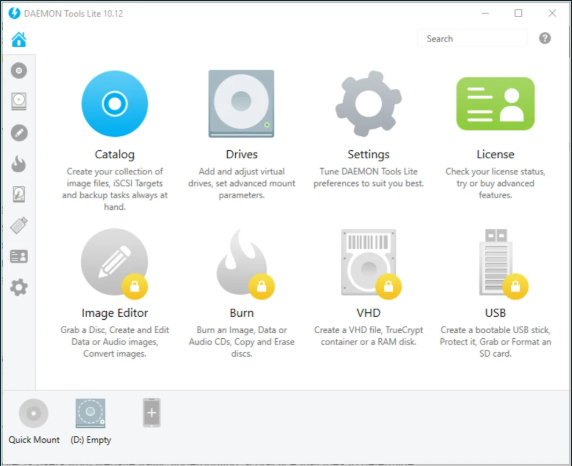 DAEMON Tools Lite 10.12
Search
Catalog
Create your collection of
image files, iSCSI Targets
and backup tasks always at
hand.
Drives
Add and adjust virtual
drives, set advanced mount
parameters.
Settings
Tune DAEMON Tools Lite
preferences to suit you best.
License
Check your license status,
try or buy advanced
features.
Image Editor
Grab a Disc, Create and Edit
Data or Audio images,
Convert images.
Burn
Burn an Image, Data or
Audio CDs, Copy and Erase
discs.
VHD
Create a VHD file, TrueCrypt
container or a RAM disk.
USB
Create a bootable USB stick,
Protect it, Grab or Format an
SD card.
Quick Mount
(D:) Empty